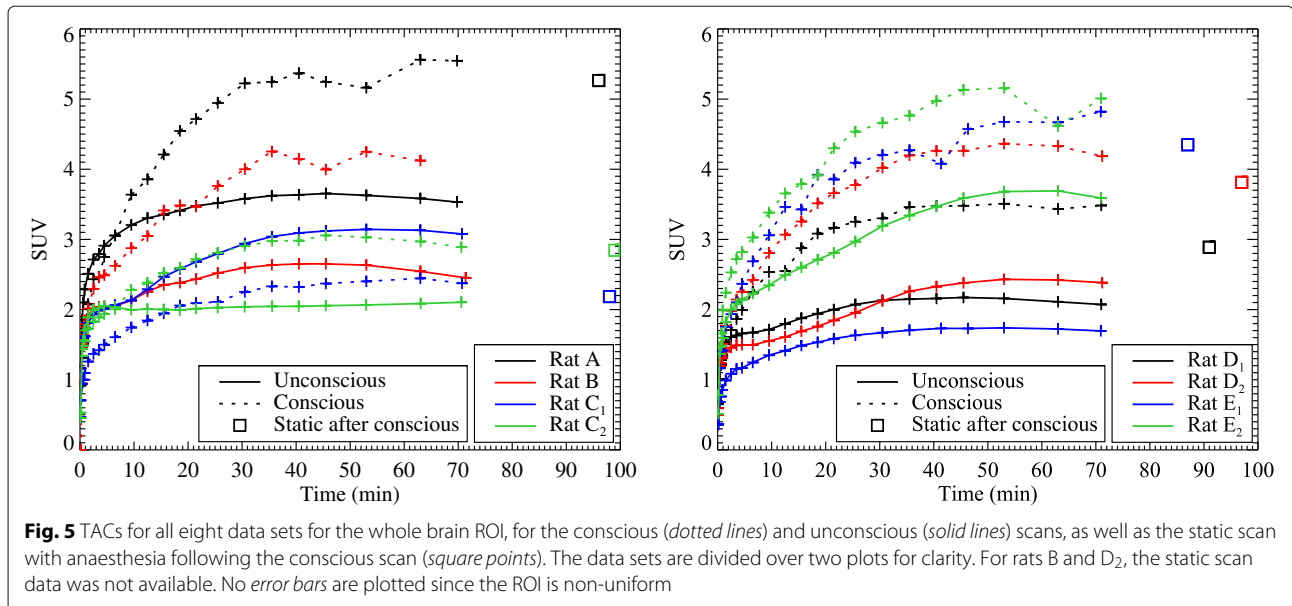 6
5
4
3
2
1
0
SUV
0 10 20 30 40 50 60 70 80 90 100
Time (min)
Unconscious
Conscious
Static after conscious
Rat A
Rat B
Rat C₁
Rat C₂
6
5
4
3
2
1
0
SUV
0 10 20 30 40 50 60 70 80 90 100
Time (min)
Unconscious
Conscious
Static after conscious
Rat D₁
Rat D₂
Rat E₁
Rat E₂
Fig. 5 TACs for all eight data sets for the whole brain ROI, for the conscious (dotted lines) and unconscious (solid lines) scans, as well as the static scan
with anaesthesia following the conscious scan (square points). The data sets are divided over two plots for clarity. For rats B and D₂, the static scan
data was not available. No error bars are plotted since the ROI is non-uniform